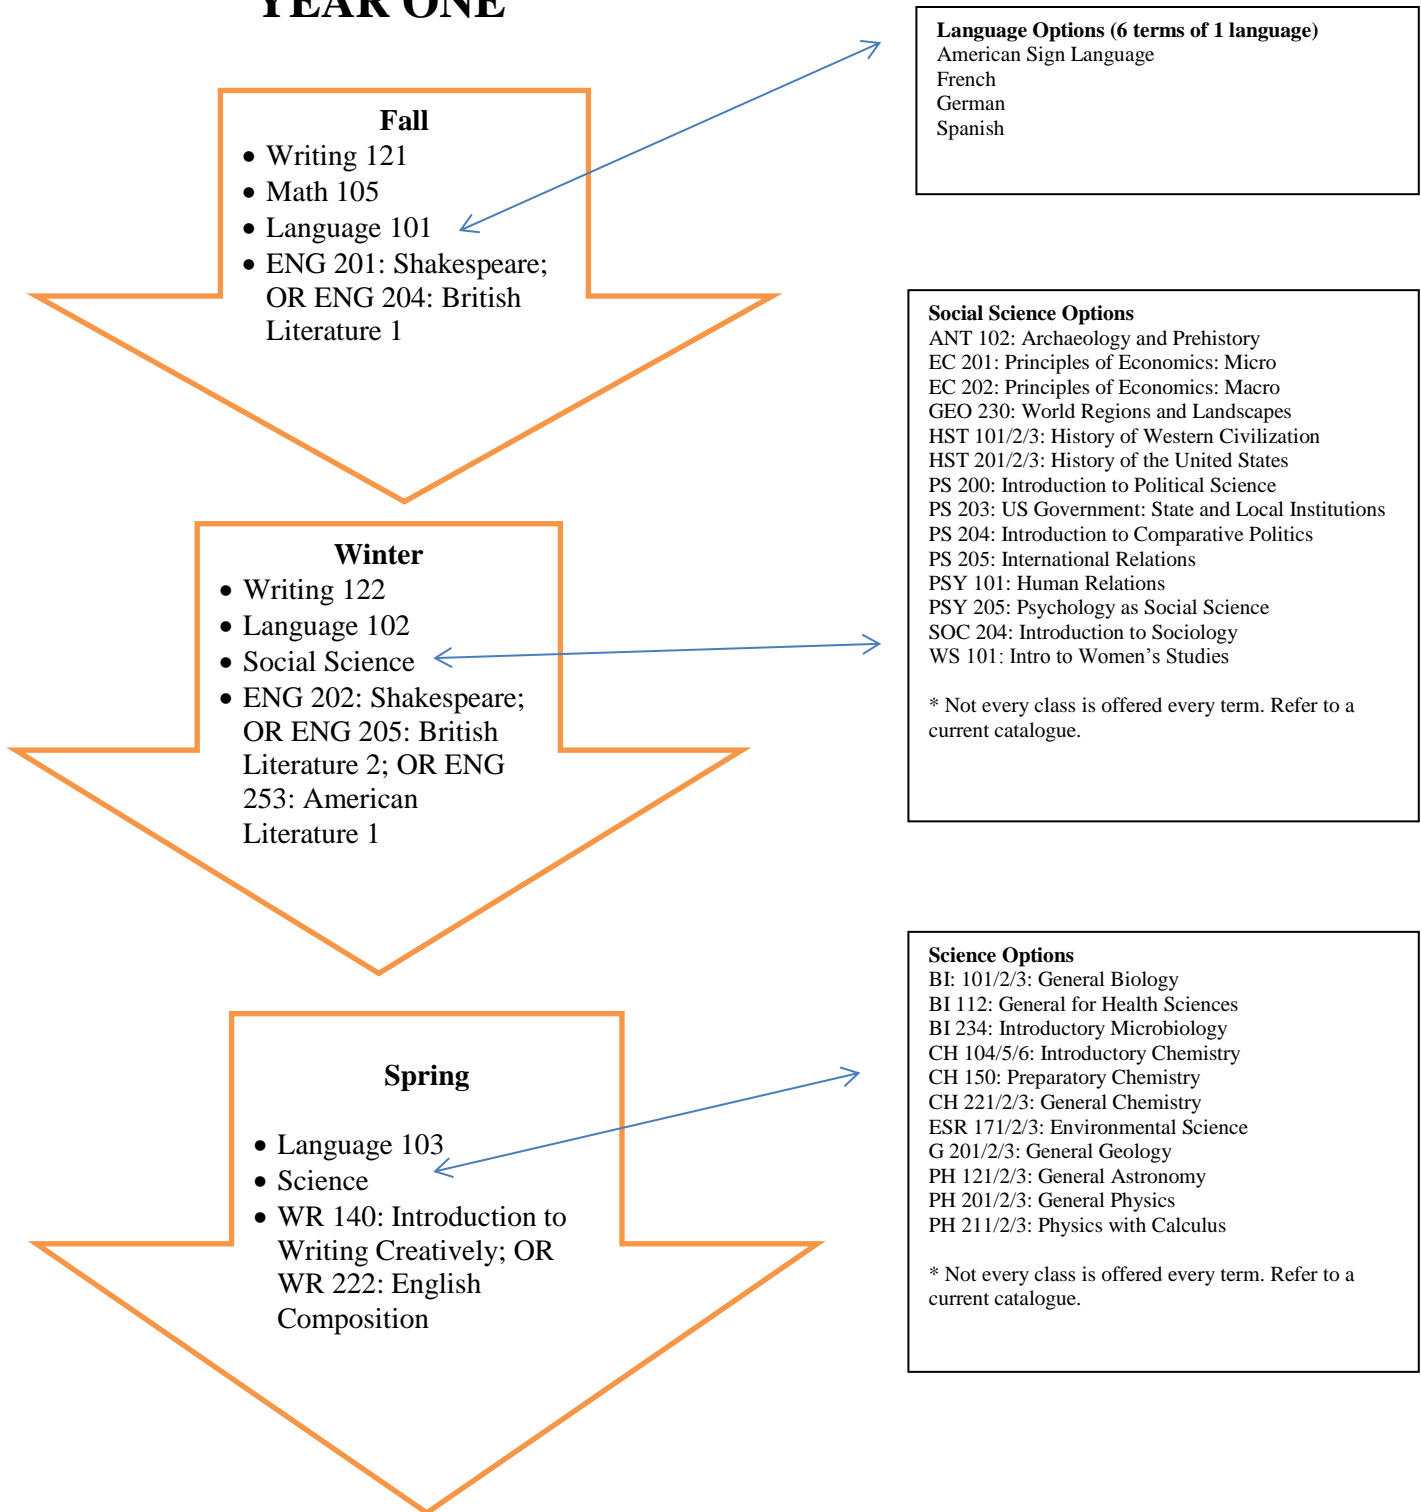 YEAR ONE
Fall
• Writing 121
• Math 105
• Language 101
• ENG 201: Shakespeare;
OR ENG 204: British
Literature 1
Language Options (6 terms of 1 language)
American Sign Language
French
German
Spanish
Winter
• Writing 122
• Language 102
• Social Science
• ENG 202: Shakespeare;
OR ENG 205: British
Literature 2; OR ENG
253: American
Literature 1
Social Science Options
ANT 102: Archaeology and Prehistory
EC 201: Principles of Economics: Micro
EC 202: Principles of Economics: Macro
GEO 230: World Regions and Landscapes
HST 101/2/3: History of Western Civilization
HST 201/2/3: History of the United States
PS 200: Introduction to Political Science
PS 203: US Government: State and Local Institutions
PS 204: Introduction to Comparative Politics
PS 205: International Relations
PSY 101: Human Relations
PSY 205: Psychology as Social Science
SOC 204: Introduction to Sociology
WS 101: Intro to Women’s Studies
* Not every class is offered every term. Refer to a
current catalogue.
Spring
• Language 103
• Science
• WR 140: Introduction to
Writing Creatively; OR
WR 222: English
Composition
Science Options
BI: 101/2/3: General Biology
BI 112: General for Health Sciences
BI 234: Introductory Microbiology
CH 104/5/6: Introductory Chemistry
CH 150: Preparatory Chemistry
CH 221/2/3: General Chemistry
ESR 171/2/3: Environmental Science
G 201/2/3: General Geology
PH 121/2/3: General Astronomy
PH 201/2/3: General Physics
PH 211/2/3: Physics with Calculus
* Not every class is offered every term. Refer to a
current catalogue.